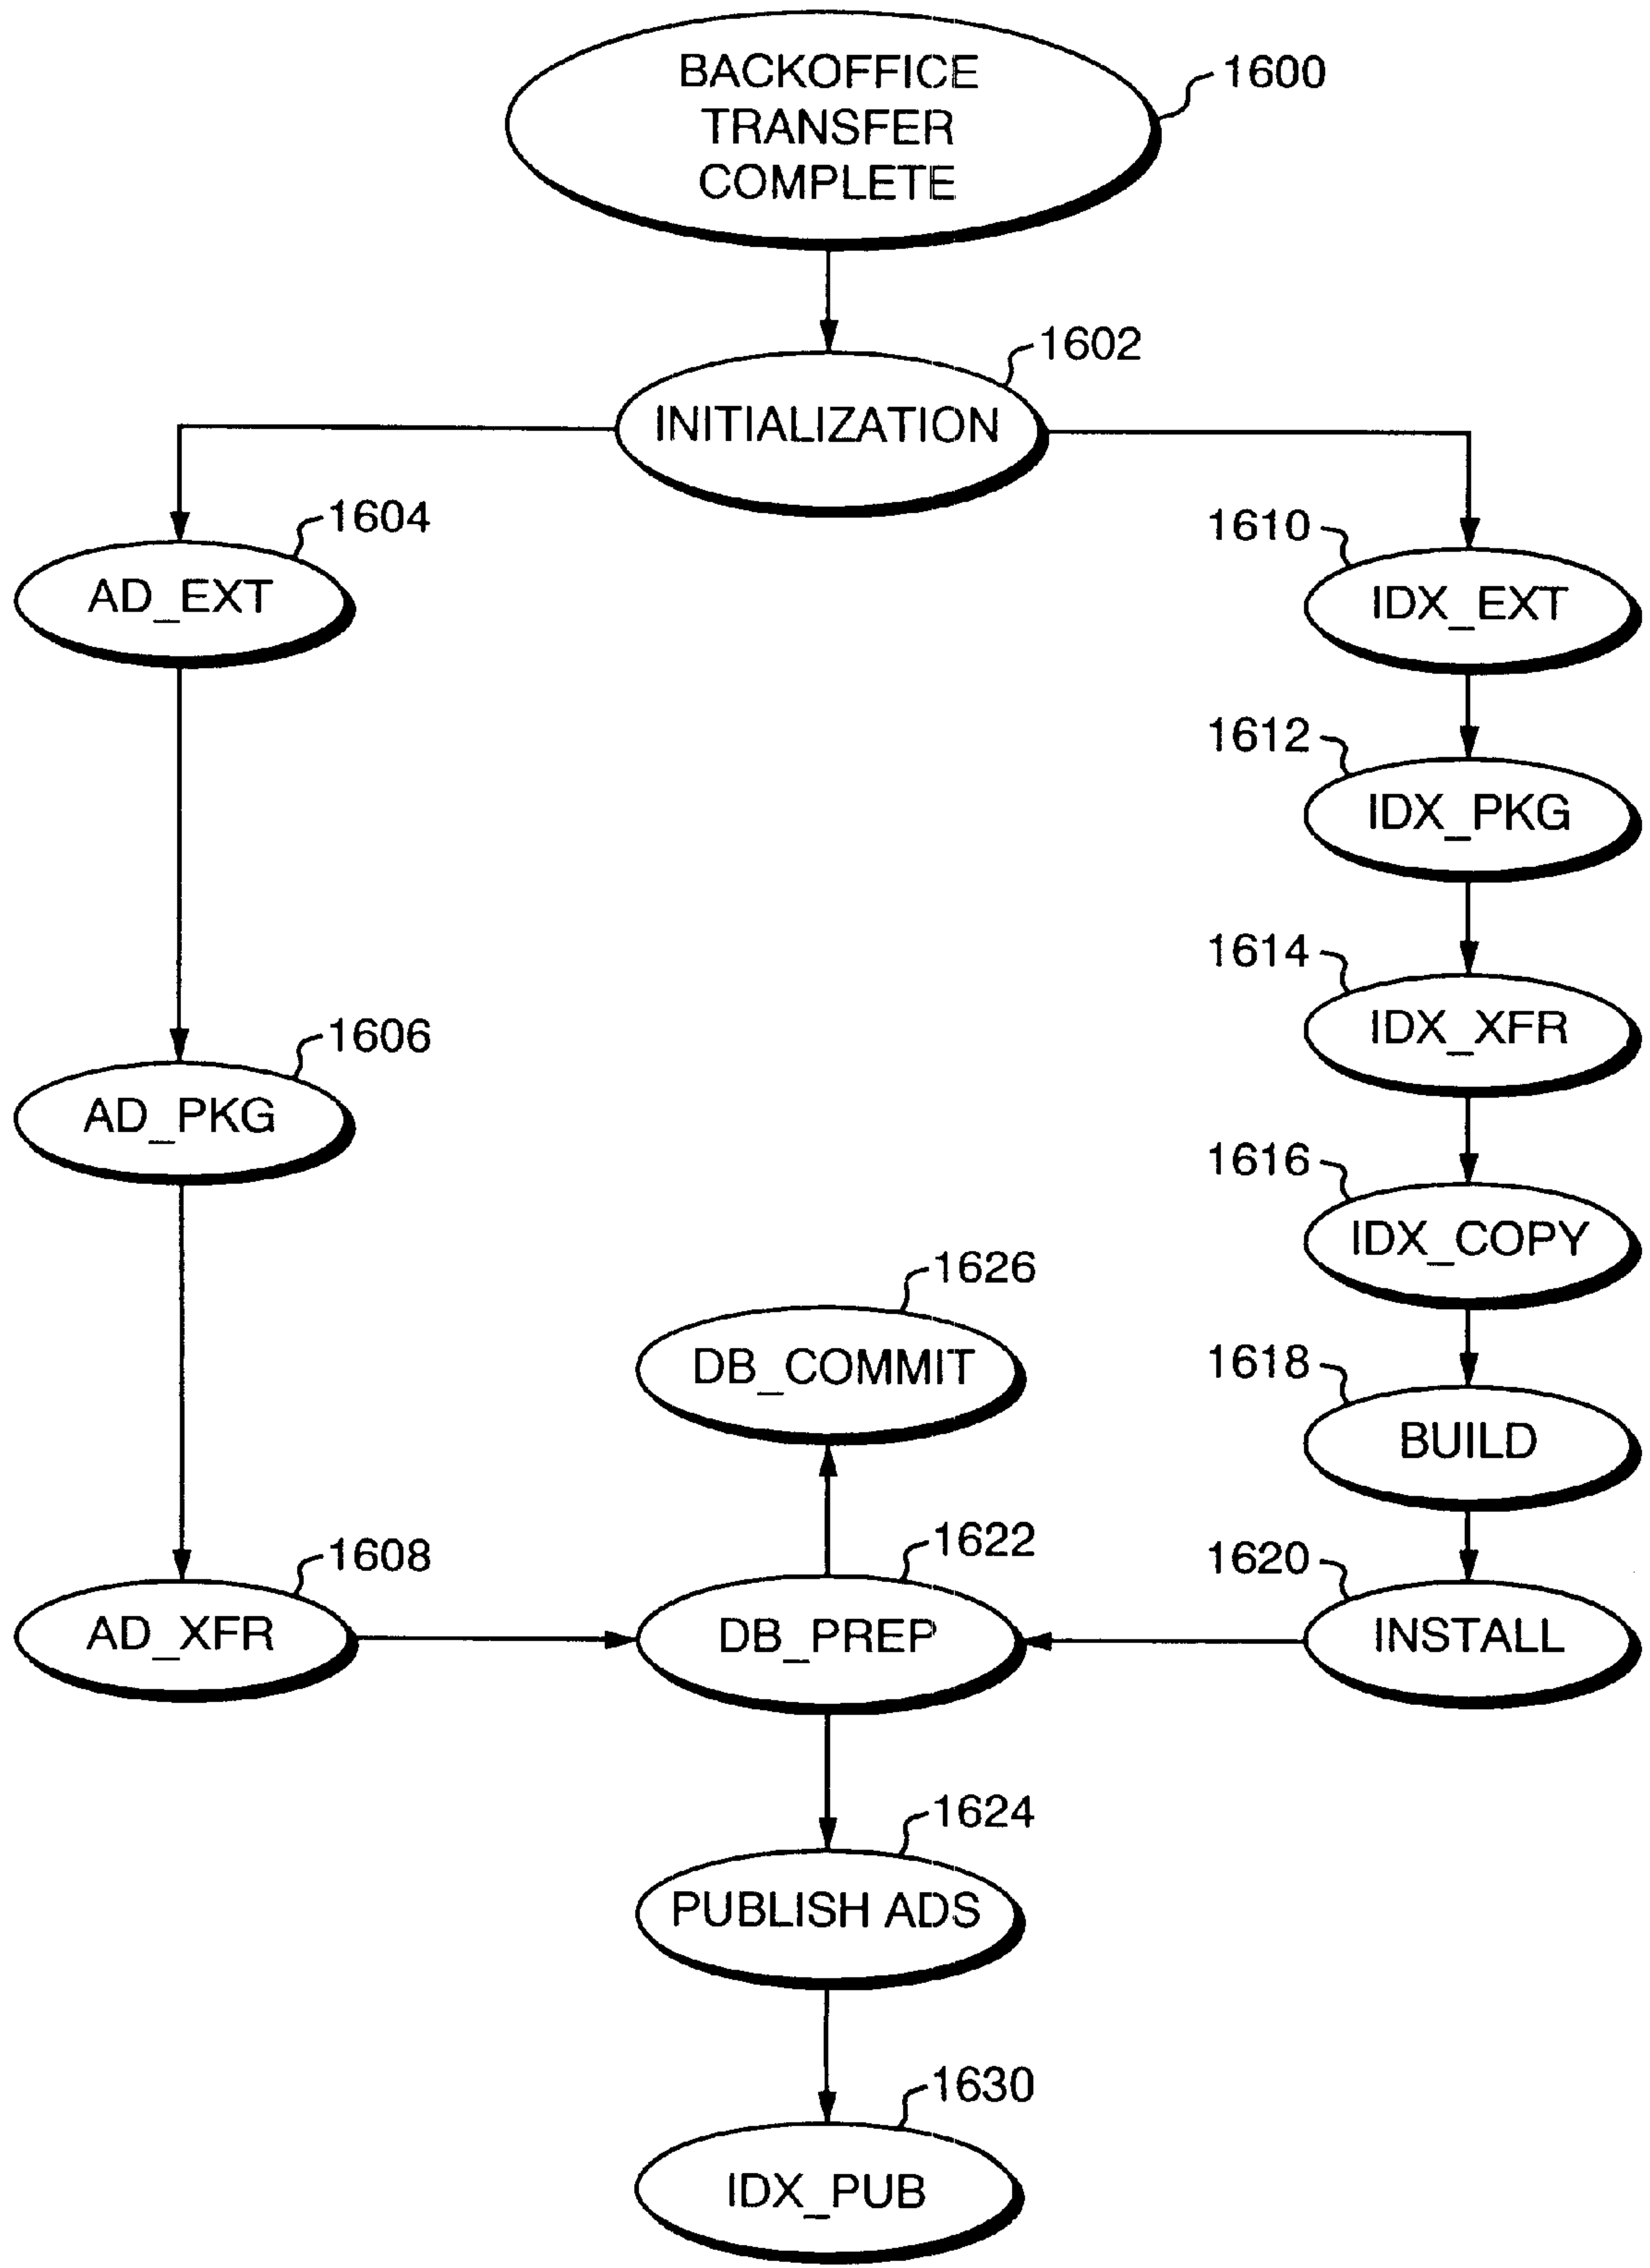 BACKOFFICE
TRANSFER
COMPLETE
1600
1602
INITIALIZATION
1604
AD_EXT
1610
IDX_EXT
1612
IDX_PKG
1614
IDX_XFR
1606
AD_PKG
1616
IDX_COPY
1626
DB_COMMIT
1618
BUILD
1608
AD_XFR
1622
DB_PREP
1620
INSTALL
1624
PUBLISH ADS
1630
IDX_PUB